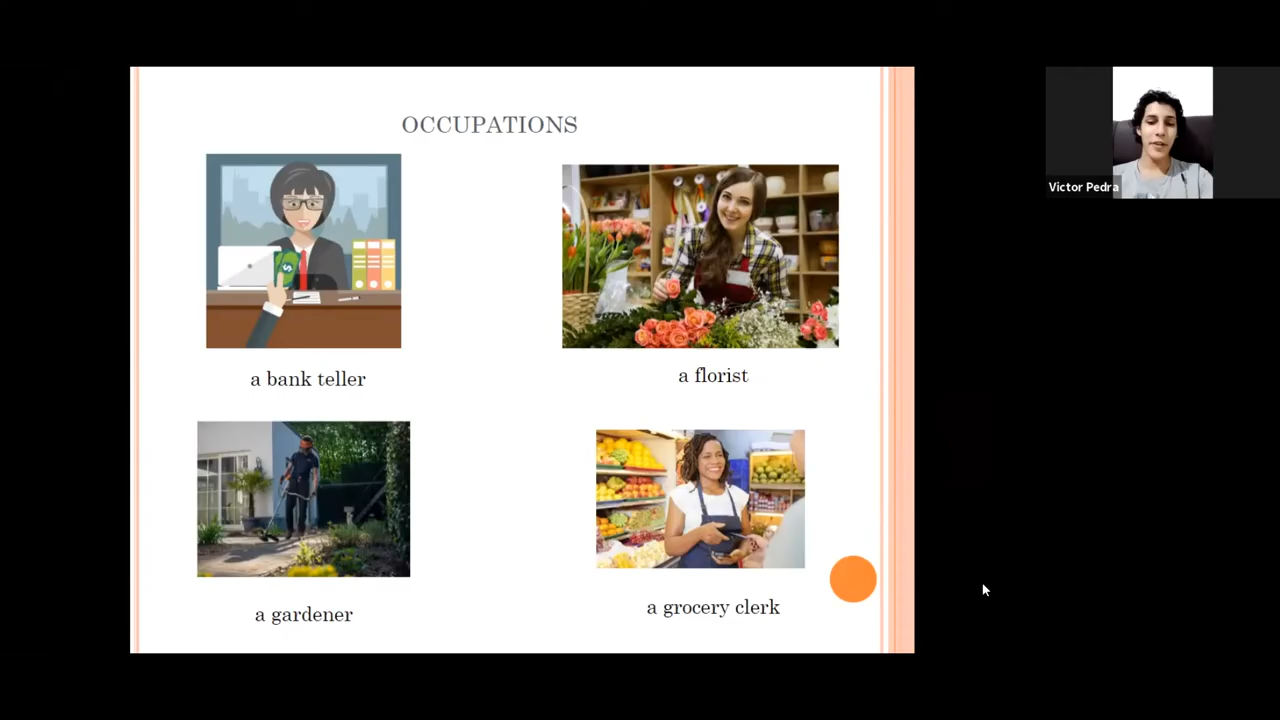 OCCUPATIONS
a bank teller
a florist
a gardener
a grocery clerk
Victor Pedra